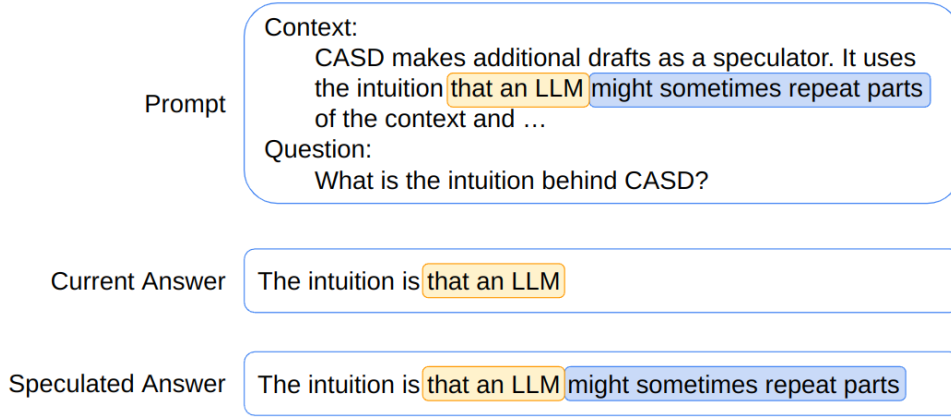 Prompt
Context:
CASD makes additional drafts as a speculator. It uses
the intuition that an LLM might sometimes repeat parts
of the context and …
Question:
What is the intuition behind CASD?
Current Answer
The intuition is that an LLM
Speculated Answer
The intuition is that an LLM might sometimes repeat parts